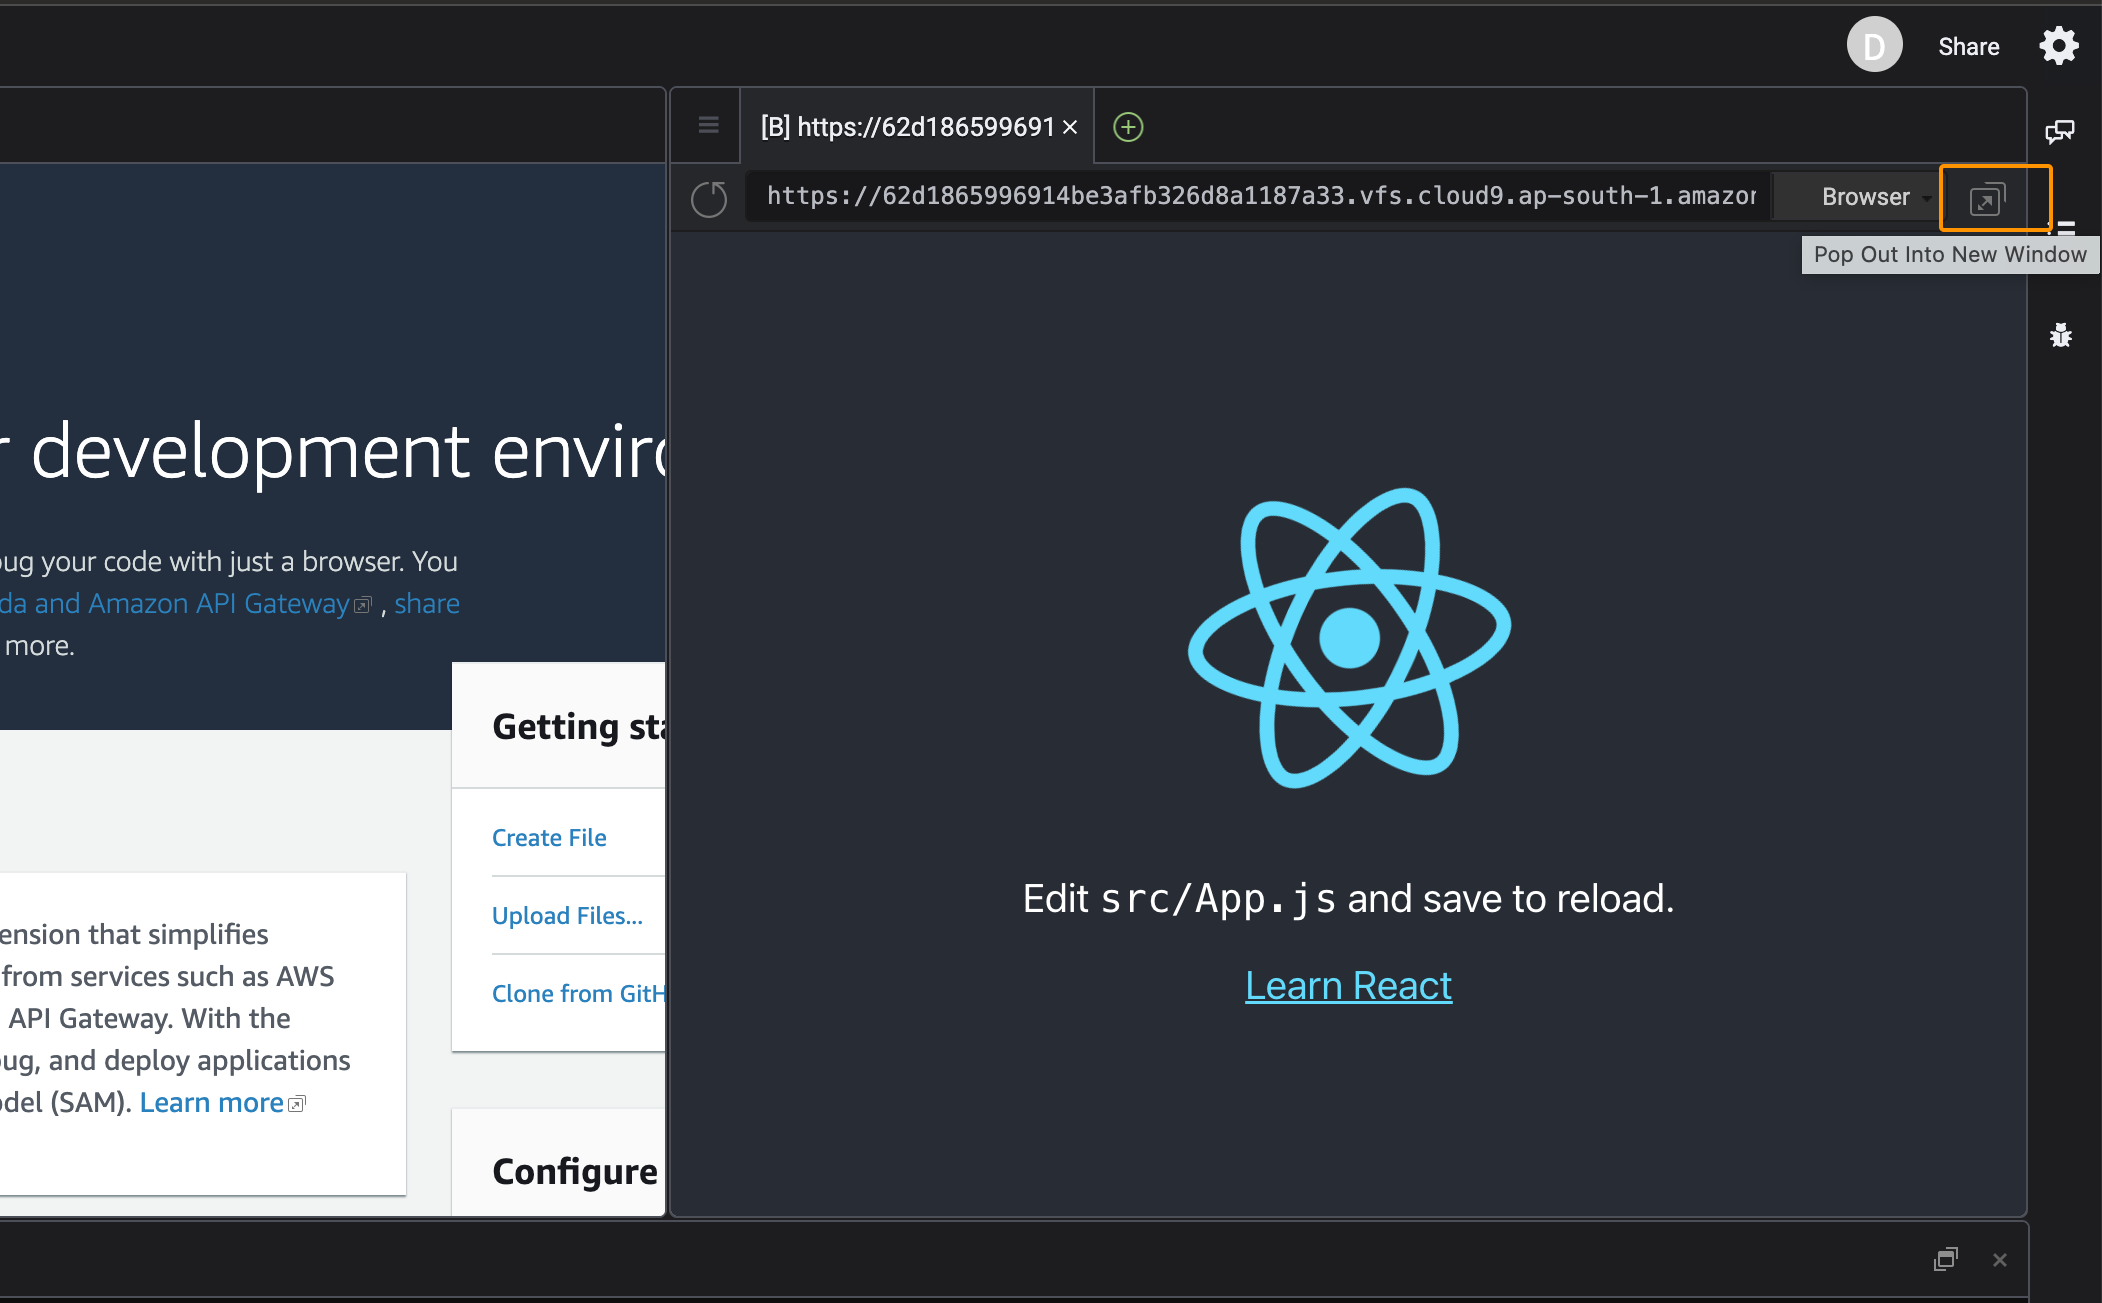 D
Share
[B] https://62d186599691 ×
https://62d1865996914be3afb326d8a1187a33.vfs.cloud9.ap-south-1.amazon
Browser
Pop Out Into New Window
r development enviro
ug your code with just a browser. You
da and Amazon API Gateway , share
more.
Getting sta
Create File
Upload Files...
Clone from GitH
ension that simplifies
from services such as AWS
API Gateway. With the
ug, and deploy applications
odel (SAM). Learn more
Configure
Edit src/App.js and save to reload.
Learn React